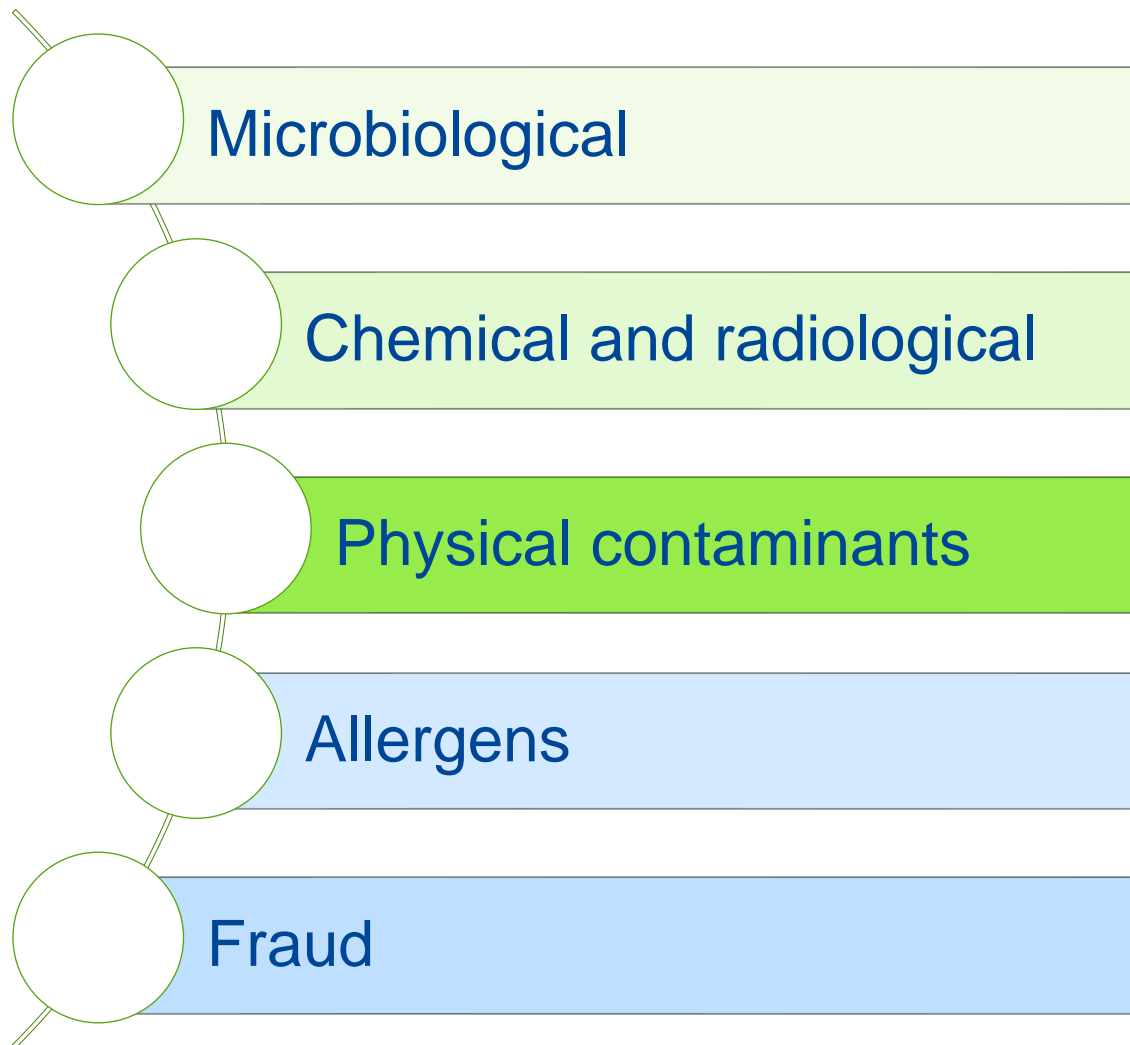 Microbiological
Chemical and radiological
Physical contaminants
Allergens
Fraud